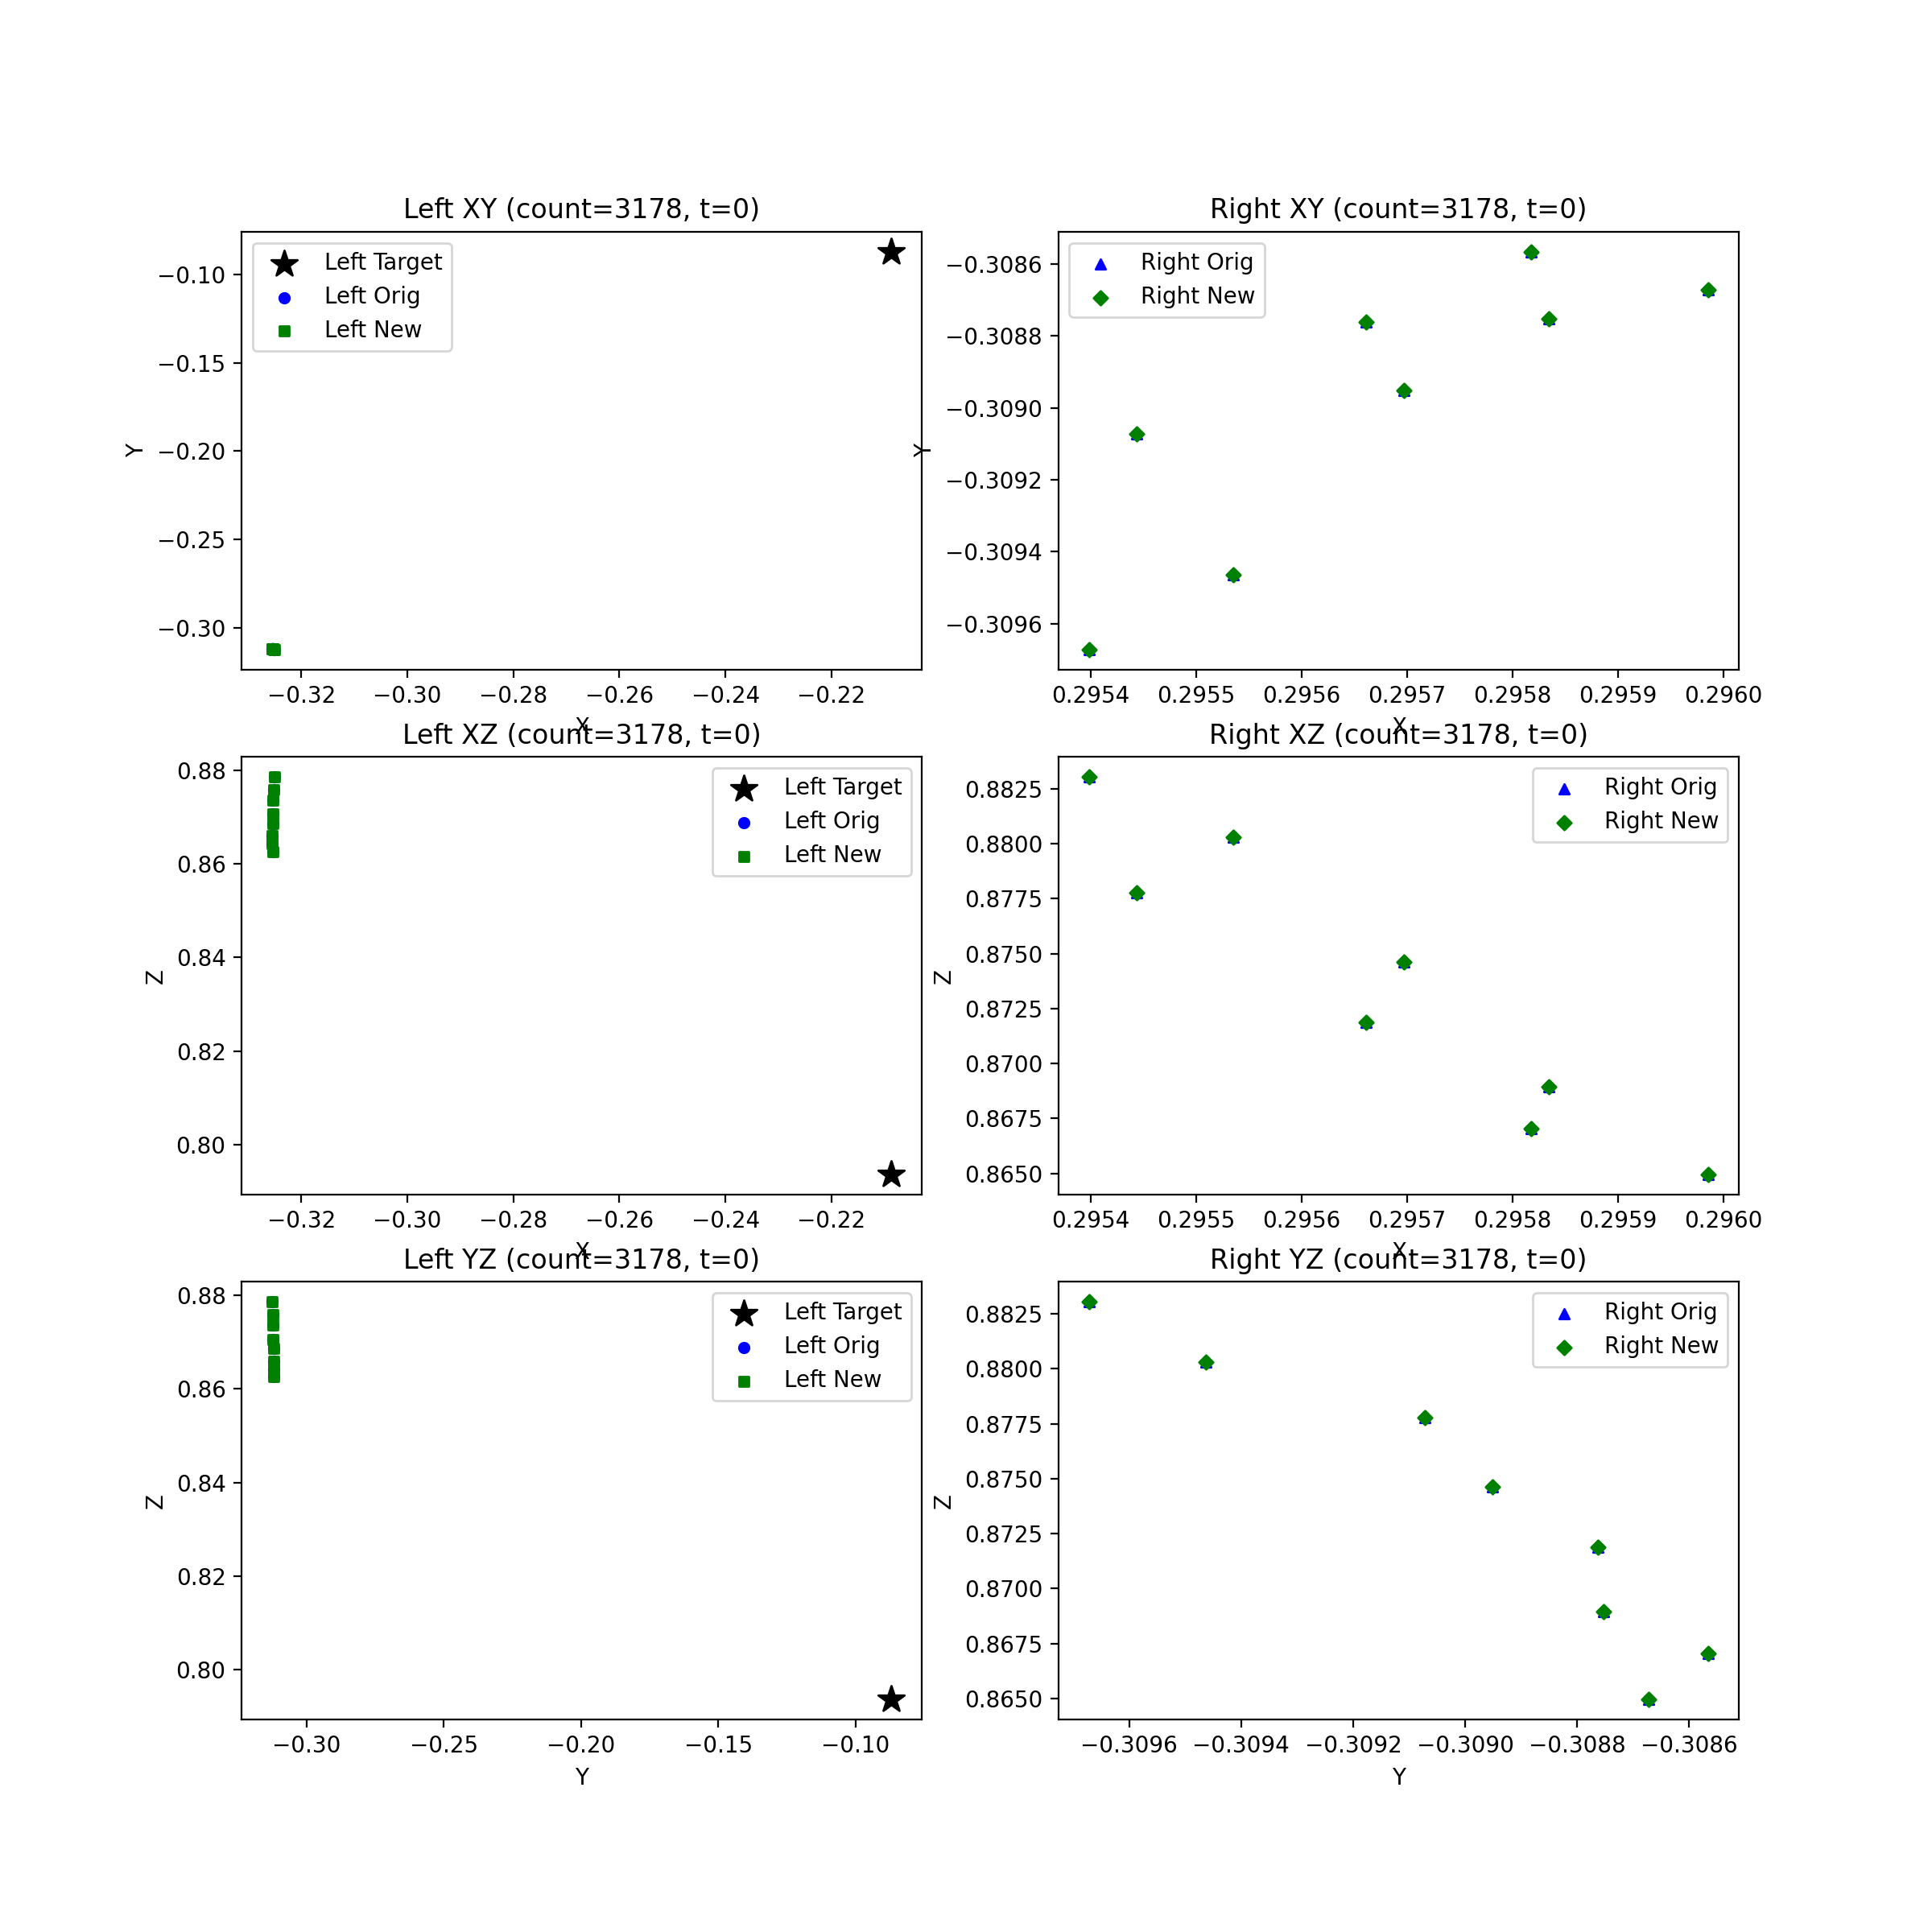 Left XY (count=3178, t=0)
Left Target
Left Orig
Left New
−0.10
−0.15
−0.20
−0.25
−0.30
Y
−0.32 −0.30 −0.28 −0.26 −0.24 −0.22
X
Right XY (count=3178, t=0)
Right Orig
Right New
−0.3086
−0.3088
−0.3090
−0.3092
−0.3094
−0.3096
Y
0.2954 0.2955 0.2956 0.2957 0.2958 0.2959 0.2960
X
Left XZ (count=3178, t=0)
Left Target
Left Orig
Left New
0.88
0.86
0.84
0.82
0.80
Z
−0.32 −0.30 −0.28 −0.26 −0.24 −0.22
X
Right XZ (count=3178, t=0)
Right Orig
Right New
0.8825
0.8800
0.8775
0.8750
0.8725
0.8700
0.8675
0.8650
Z
0.2954 0.2955 0.2956 0.2957 0.2958 0.2959 0.2960
X
Left YZ (count=3178, t=0)
Left Target
Left Orig
Left New
0.88
0.86
0.84
0.82
0.80
Z
−0.30 −0.25 −0.20 −0.15 −0.10
Y
Right YZ (count=3178, t=0)
Right Orig
Right New
0.8825
0.8800
0.8775
0.8750
0.8725
0.8700
0.8675
0.8650
Z
−0.3096 −0.3094 −0.3092 −0.3090 −0.3088 −0.3086
Y